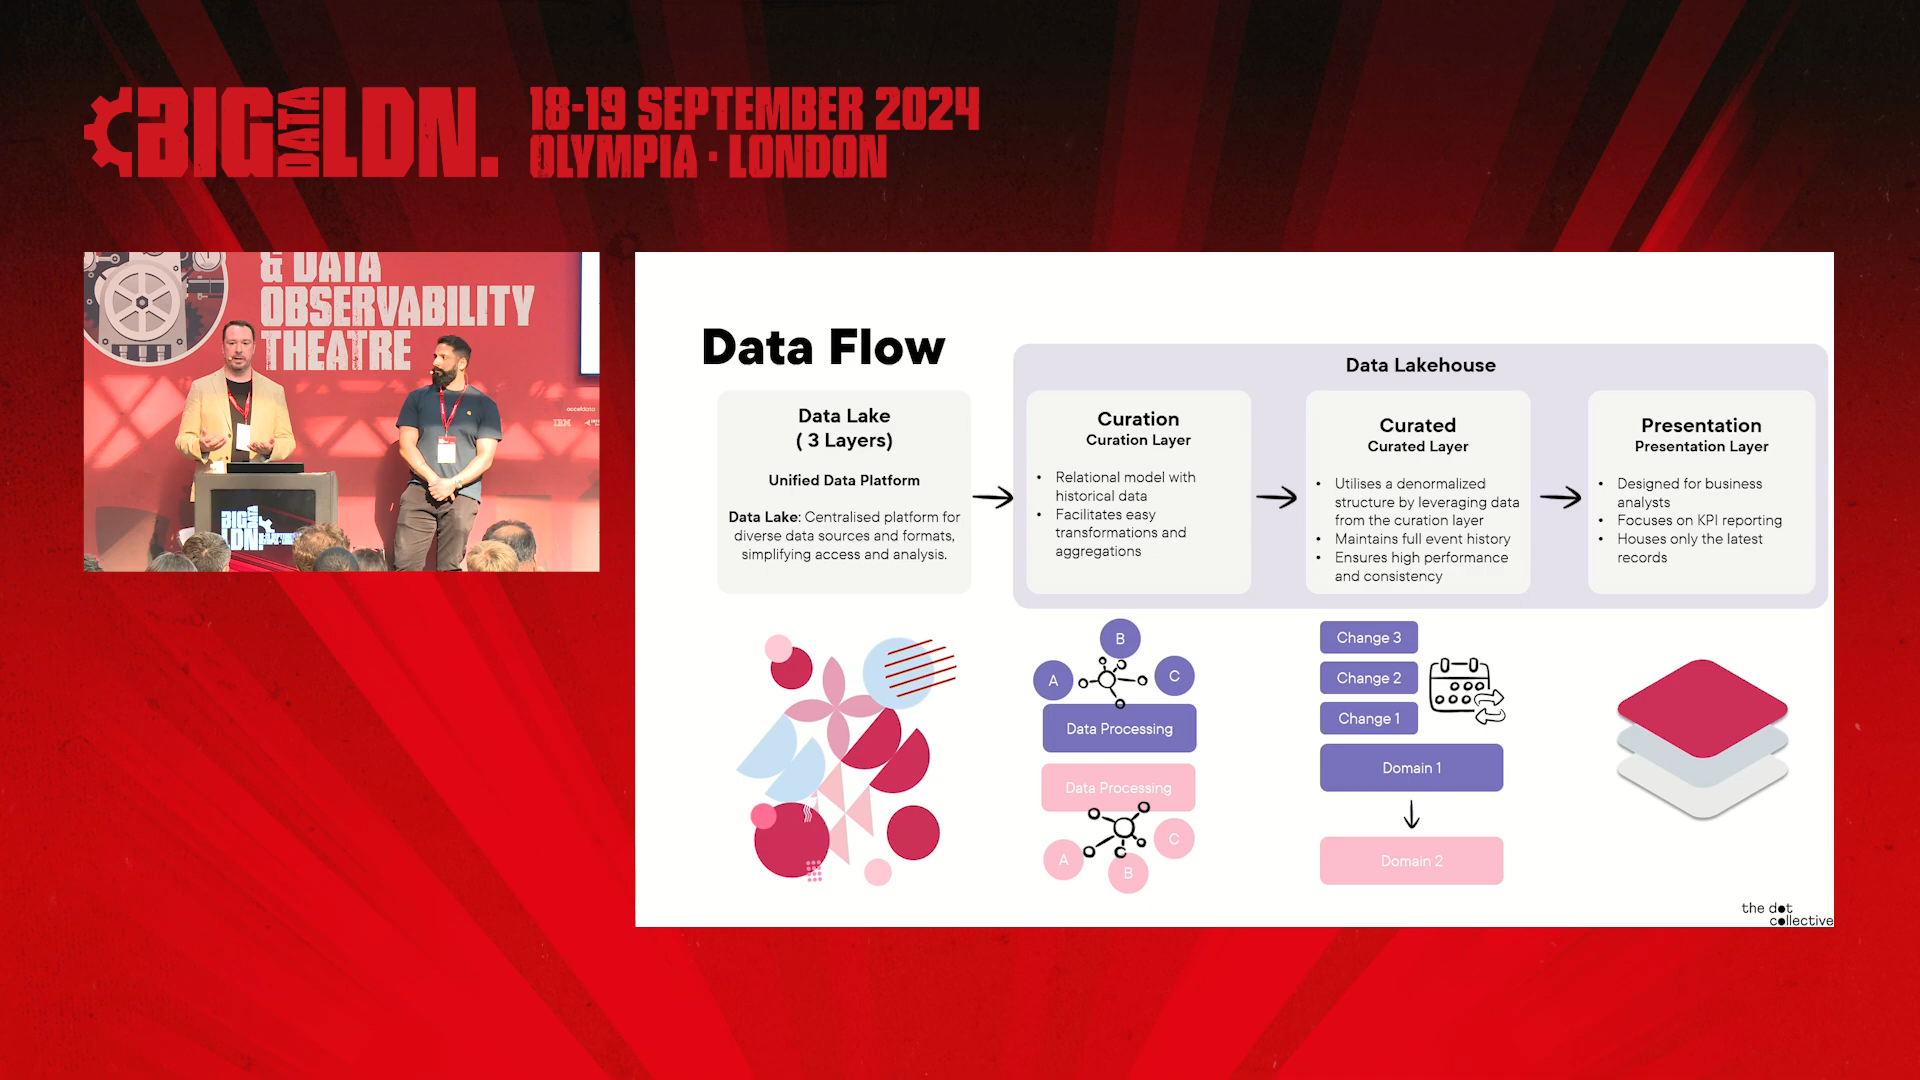 BIG DATA LDN.
18-19 SEPTEMBER 2024
OLYMPIA · LONDON
& DATA
OBSERVABILITY
THEATRE
acceldata
IBM
BIG
LDN.
Data Flow
Data Lakehouse
Data Lake
( 3 Layers)
Unified Data Platform
Data Lake: Centralised platform for
diverse data sources and formats,
simplifying access and analysis.
Curation
Curation Layer
• Relational model with
historical data
• Facilitates easy
transformations and
aggregations
Curated
Curated Layer
• Utilises a denormalized
structure by leveraging data
from the curation layer
• Maintains full event history
• Ensures high performance
and consistency
Presentation
Presentation Layer
• Designed for business
analysts
• Focuses on KPI reporting
• Houses only the latest
records
B
A
C
Data Processing
Data Processing
A
B
C
Change 3
Change 2
Change 1
Domain 1
Domain 2
the dot
collective